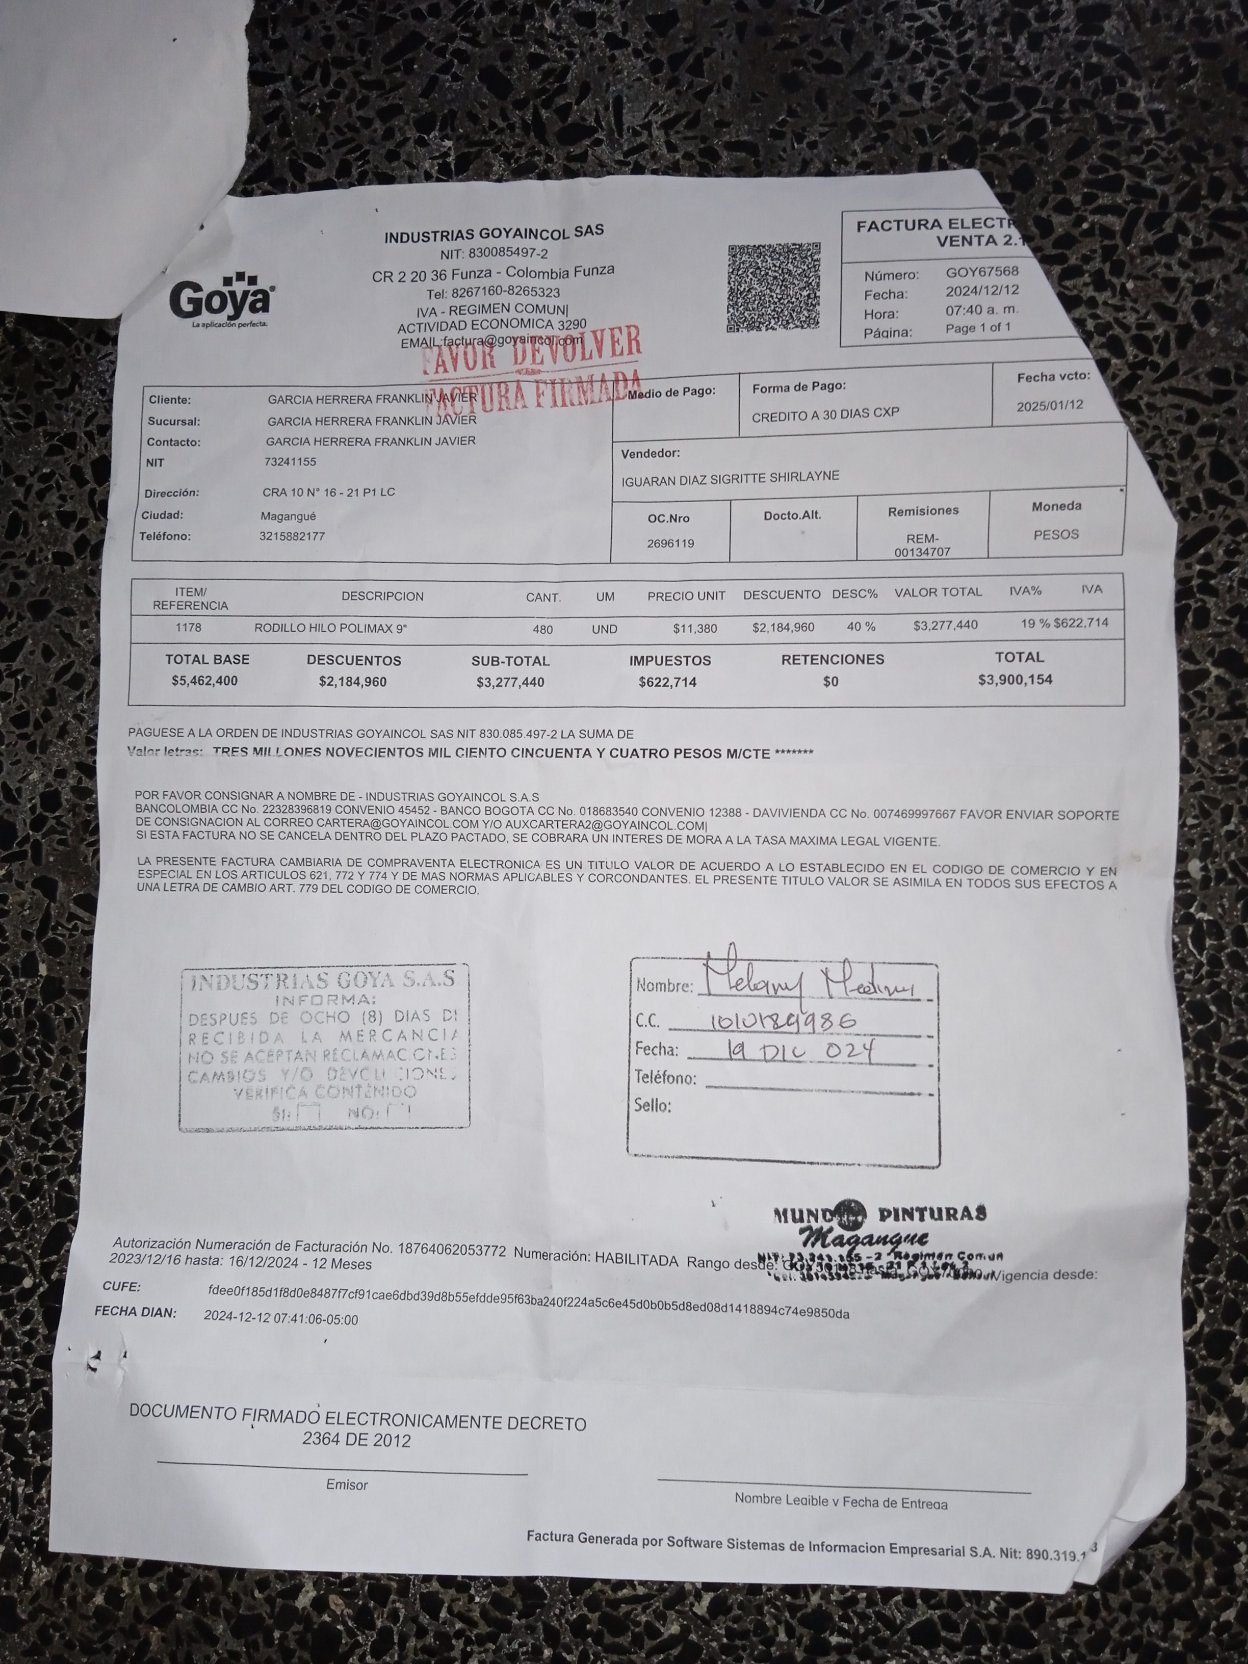 INDUSTRIAS GOYAINCOL SAS
NIT: 830085497-2
CR 2 20 36 Funza - Colombia Funza
Tel: 8267160-8265323
IVA - REGIMEN COMUN|
ACTIVIDAD ECONOMICA 3290
EMAIL:factura@goyaincol.com
Goya
La aplicación perfecta.
FAVOR DEVOLVER
FACTURA FIRMADA
FACTURA ELECT
VENTA 2.
Número: GOY67568
Fecha: 2024/12/12
Hora: 07:40 a. m.
Página: Page 1 of 1
Cliente: GARCIA HERRERA FRANKLIN JAVIER
Sucursal: GARCIA HERRERA FRANKLIN JAVIER
Contacto: GARCIA HERRERA FRANKLIN JAVIER
NIT 73241155
Dirección: CRA 10 N° 16 - 21 P1 LC
Ciudad: Magangué
Teléfono: 3215882177
Medio de Pago: Forma de Pago: Fecha vcto:
CREDITO A 30 DIAS CXP 2025/01/12
Vendedor:
IGUARAN DIAZ SIGRITTE SHIRLAYNE
OC.Nro Docto.Alt. Remisiones Moneda
2696119 REM-00134707 PESOS
ITEM/REFERENCIA DESCRIPCION CANT. UM PRECIO UNIT DESCUENTO DESC% VALOR TOTAL IVA% IVA
1178 RODILLO HILO POLIMAX 9" 480 UND $11,380 $2,184,960 40 % $3,277,440 19 % $622,714
TOTAL BASE DESCUENTOS SUB-TOTAL IMPUESTOS RETENCIONES TOTAL
$5,462,400 $2,184,960 $3,277,440 $622,714 $0 $3,900,154
PAGUESE A LA ORDEN DE INDUSTRIAS GOYAINCOL SAS NIT 830.085.497-2 LA SUMA DE
Valor letras: TRES MILLONES NOVECIENTOS MIL CIENTO CINCUENTA Y CUATRO PESOS M/CTE *******
POR FAVOR CONSIGNAR A NOMBRE DE - INDUSTRIAS GOYAINCOL S.A.S
BANCOLOMBIA CC No. 22328396819 CONVENIO 45452 - BANCO BOGOTA CC No. 018683540 CONVENIO 12388 - DAVIVIENDA CC No. 007469997667 FAVOR ENVIAR SOPORTE
DE CONSIGNACION AL CORREO CARTERA@GOYAINCOL.COM Y/O AUXCARTERA2@GOYAINCOL.COM|
SI ESTA FACTURA NO SE CANCELA DENTRO DEL PLAZO PACTADO, SE COBRARA UN INTERES DE MORA A LA TASA MAXIMA LEGAL VIGENTE.
LA PRESENTE FACTURA CAMBIARIA DE COMPRAVENTA ELECTRONICA ES UN TITULO VALOR DE ACUERDO A LO ESTABLECIDO EN EL CODIGO DE COMERCIO Y EN
ESPECIAL EN LOS ARTICULOS 621, 772 Y 774 Y DE MAS NORMAS APLICABLES Y CORCONDANTES. EL PRESENTE TITULO VALOR SE ASIMILA EN TODOS SUS EFECTOS A
UNA LETRA DE CAMBIO ART. 779 DEL CODIGO DE COMERCIO.
INDUSTRIAS GOYA S.A.S
INFORMA:
DESPUES DE OCHO (8) DIAS DE
RECIBIDA LA MERCANCIA
NO SE ACEPTAN RECLAMACIONES
CAMBIOS Y/O DEVOLUCIONES
VERIFICA CONTENIDO
SI: NO:
Nombre: Melany Medina
C.C. 1010189986
Fecha: 19 DIC 024
Teléfono:
Sello:
MUNDO PINTURAS
Magangue
Regimen Comun
Autorización Numeración de Facturación No. 18764062053772 Numeración: HABILITADA Rango desde: Vigencia desde:
2023/12/16 hasta: 16/12/2024 - 12 Meses
CUFE: fdee0f185d1f8d0e8487f7cf91cae6dbd39d8b55efdde95f63ba240f224a5c6e45d0b0b5d8ed08d1418894c74e9850da
FECHA DIAN: 2024-12-12 07:41:06-05:00
DOCUMENTO FIRMADO ELECTRONICAMENTE DECRETO
2364 DE 2012
Emisor
Nombre Legible y Fecha de Entrega
Factura Generada por Software Sistemas de Informacion Empresarial S.A. Nit: 890.319.1 3